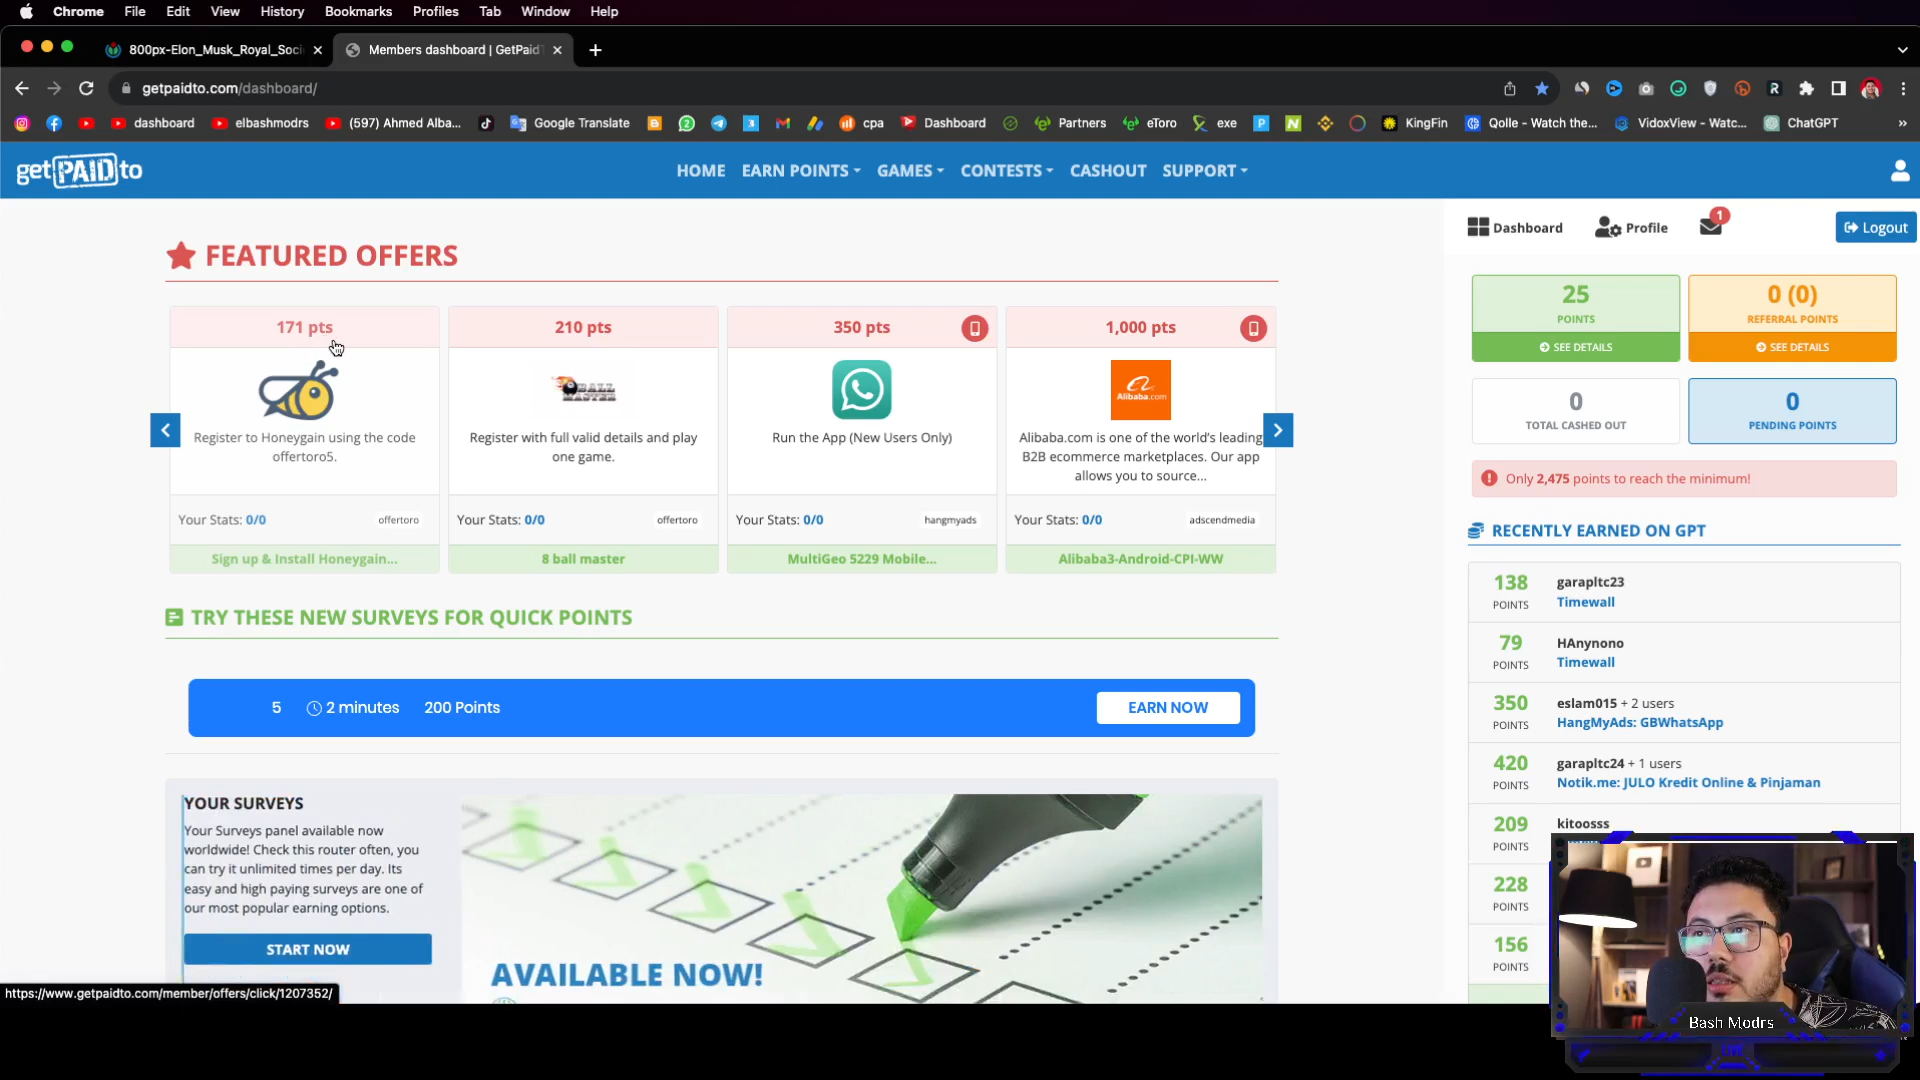 Chrome File Edit View History Bookmarks Profiles Tab Window Help
800px-Elon_Musk_Royal_Soci
Members dashboard | GetPaid
getpaidto.com/dashboard/
dashboard elbashmodrs (597) Ahmed Alba... Google Translate cpa Dashboard Partners eToro exe KingFin Qolle - Watch the... VidoxView - Watc... ChatGPT »
getPAIDto
HOME EARN POINTS GAMES CONTESTS CASHOUT SUPPORT
Dashboard Profile 1 Logout
FEATURED OFFERS
171 pts
Register to Honeygain using the code
offertoro5.
Your Stats: 0/0 offertoro
Sign up & Install Honeygain...
210 pts
BALL
MASTER
Register with full valid details and play
one game.
Your Stats: 0/0 offertoro
8 ball master
350 pts
Run the App (New Users Only)
Your Stats: 0/0 hangmyads
MultiGeo 5229 Mobile...
1,000 pts
Alibaba.com
Alibaba.com is one of the world's leading
B2B ecommerce marketplaces. Our app
allows you to source...
Your Stats: 0/0 adscendmedia
Alibaba3-Android-CPI-WW
TRY THESE NEW SURVEYS FOR QUICK POINTS
5 2 minutes 200 Points EARN NOW
YOUR SURVEYS
Your Surveys panel available now
worldwide! Check this router often, you
can try it unlimited times per day. Its
easy and high paying surveys are one of
our most popular earning options.
START NOW
AVAILABLE NOW!
25
POINTS
SEE DETAILS
0 (0)
REFERRAL POINTS
SEE DETAILS
0
TOTAL CASHED OUT
0
PENDING POINTS
Only 2,475 points to reach the minimum!
RECENTLY EARNED ON GPT
138 garapltc23
POINTS Timewall
79 HAnynono
POINTS Timewall
350 eslam015 + 2 users
POINTS HangMyAds: GBWhatsApp
420 garapltc24 + 1 users
POINTS Notik.me: JULO Kredit Online & Pinjaman
209 kitoosss
POINTS
228
POINTS
156
POINTS
https://www.getpaidto.com/member/offers/click/1207352/
Bash Modrs
LIVE